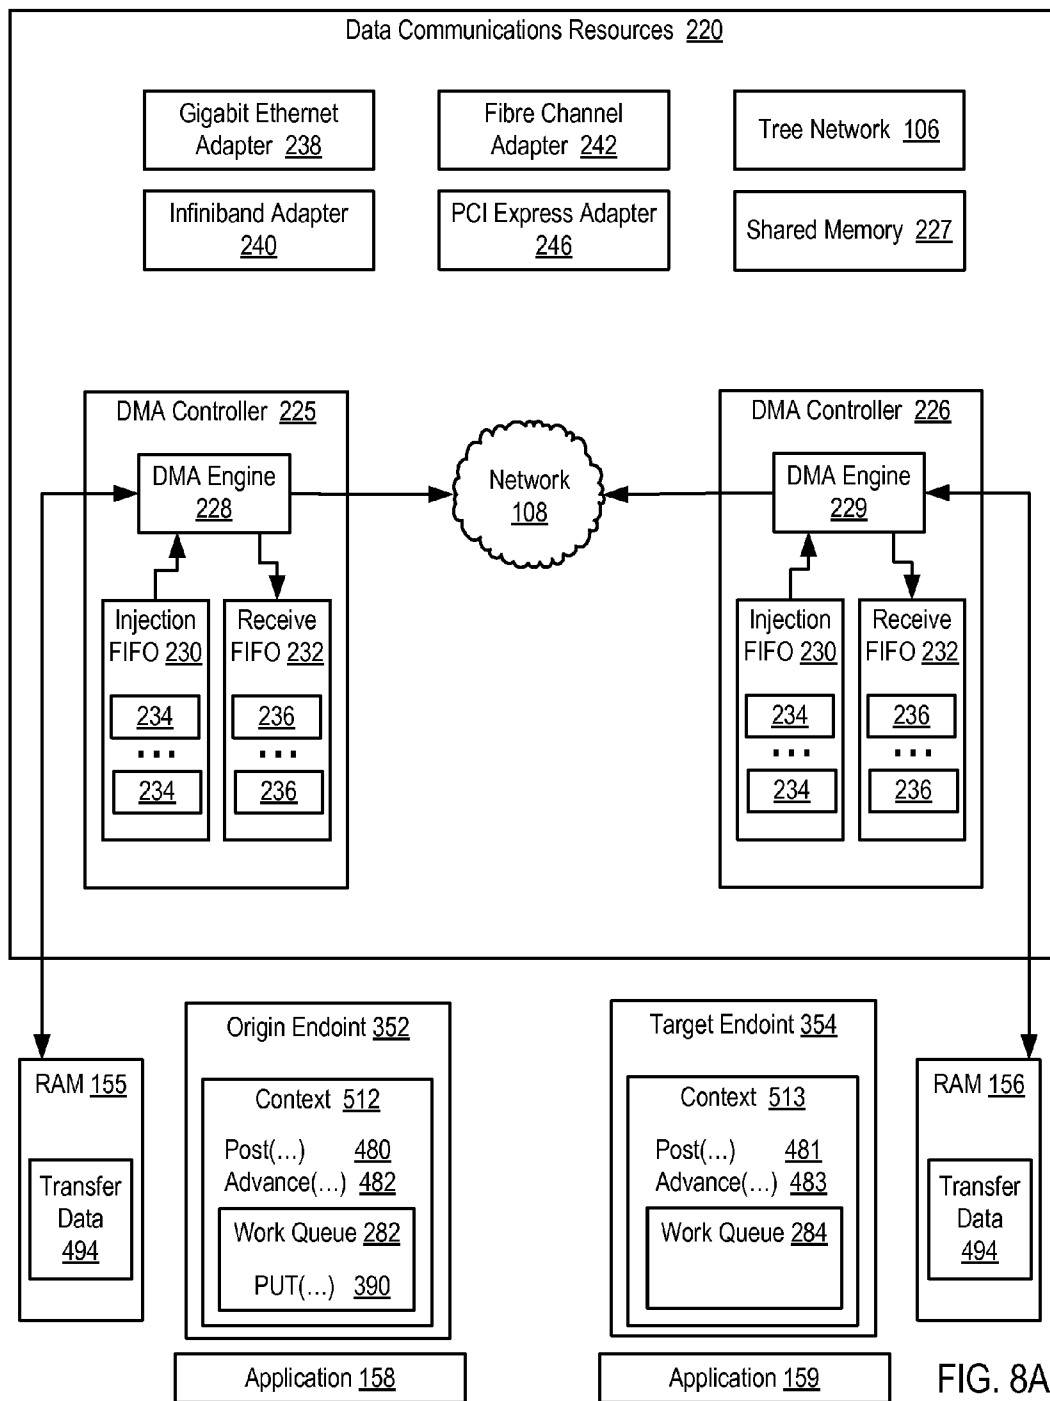 Data Communications Resources 220
Gigabit Ethernet
Adapter 238
Fibre Channel
Adapter 242
Tree Network 106
Infiniband Adapter
240
PCI Express Adapter
246
Shared Memory 227
DMA Controller 225
DMA Engine
228
Injection
FIFO 230
234
...
234
Receive
FIFO 232
236
...
236
Network
108
DMA Controller 226
DMA Engine
229
Injection
FIFO 230
234
...
234
Receive
FIFO 232
236
...
236
RAM 155
Transfer
Data
494
Origin Endoint 352
Context 512
Post(...) 480
Advance(...) 482
Work Queue 282
PUT(...) 390
Application 158
Target Endoint 354
Context 513
Post(...) 481
Advance(...) 483
Work Queue 284
Application 159
RAM 156
Transfer
Data
494
FIG. 8A